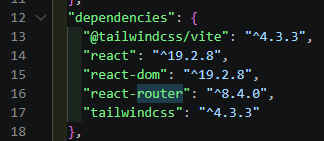 11 },
12 "dependencies": {
13 "@tailwindcss/vite": "^4.3.3",
14 "react": "^19.2.8",
15 "react-dom": "^19.2.8",
16 "react-router": "^8.4.0",
17 "tailwindcss": "^4.3.3"
18 },